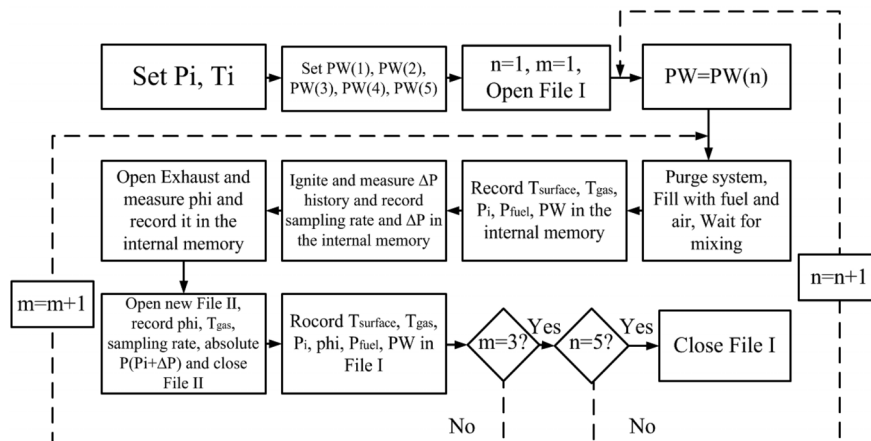 Set Pi, Ti
Set PW(1), PW(2),
PW(3), PW(4), PW(5)
n=1, m=1,
Open File I
PW=PW(n)
Open Exhaust and
measure phi and
record it in the
internal memory
Ignite and measure ΔP
history and record
sampling rate and ΔP in
the internal memory
Record Tsurface, Tgas,
Pi, Pfuel, PW in the
internal memory
Purge system,
Fill with fuel and
air, Wait for
mixing
m=m+1
n=n+1
Open new File II,
record phi, Tgas,
sampling rate, absolute
P(Pi+ΔP) and close
File II
Rocord Tsurface, Tgas,
Pi, phi, Pfuel, PW in
File I
m=3?
Yes
n=5?
Yes
Close File I
No
No